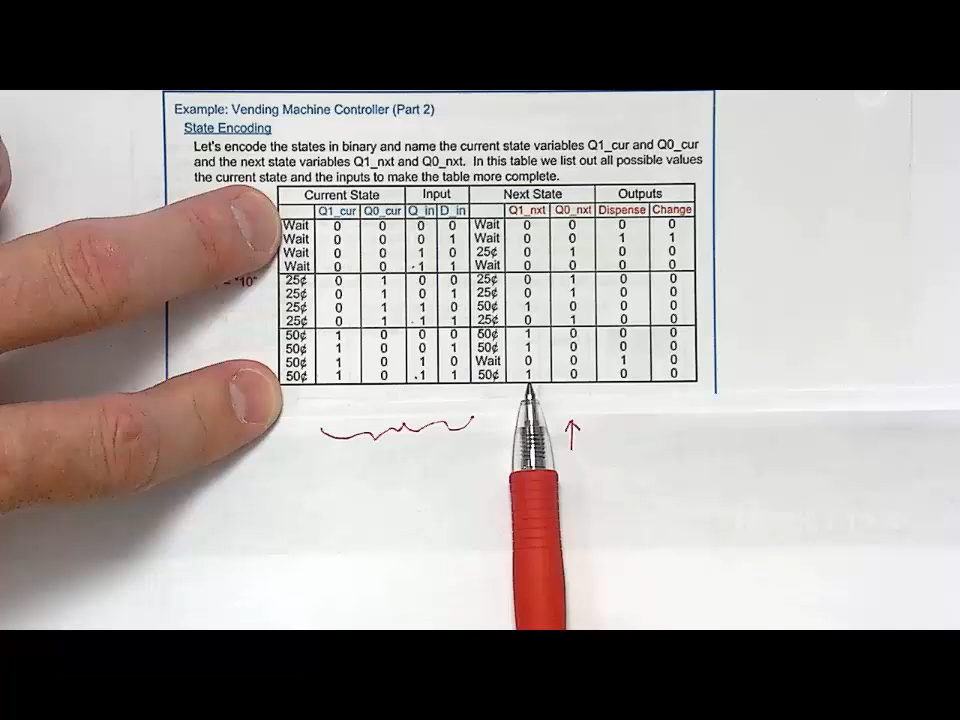 Example: Vending Machine Controller (Part 2)
State Encoding
Let's encode the states in binary and name the current state variables Q1_cur and Q0_cur
and the next state variables Q1_nxt and Q0_nxt. In this table we list out all possible values
the current state and the inputs to make the table more complete.
Current State Input Next State Outputs
Q1_cur Q0_cur Q_in D_in Q1_nxt Q0_nxt Dispense Change
Wait 0 0 0 0 Wait 0 0 0 0
Wait 0 0 0 1 Wait 0 0 1 1
Wait 0 0 1 0 25¢ 0 1 0 0
Wait 0 0 1 1 Wait 0 0 0 0
"10"
25¢ 0 1 0 0 25¢ 0 1 0 0
25¢ 0 1 0 1 25¢ 0 1 0 0
25¢ 0 1 1 0 50¢ 1 0 0 0
25¢ 0 1 1 1 25¢ 0 1 0 0
50¢ 1 0 0 0 50¢ 1 0 0 0
50¢ 1 0 0 1 50¢ 1 0 0 0
50¢ 1 0 1 0 Wait 0 0 1 0
50¢ 1 0 1 1 50¢ 1 0 0 0